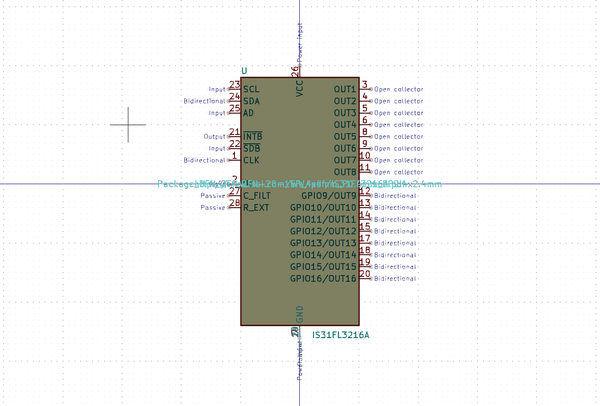 Power input
26
U
VCC
Input 23 SCL OUT1 3 Open collector
Bidirectional 24 SDA OUT2 4 Open collector
Input 25 AD OUT3 5 Open collector
OUT4 6 Open collector
Output 21 INTB OUT5 8 Open collector
Input 22 SDB OUT6 9 Open collector
Bidirectional 1 CLK OUT7 10 Open collector
OUT8 11 Open collector
2
12 Bidirectional
Passive 27 C_FILT GPIO9/OUT9
Passive 28 R_EXT GPIO10/OUT10 13 Bidirectional
GPIO11/OUT11 14 Bidirectional
GPIO12/OUT12 15 Bidirectional
GPIO13/OUT13 17 Bidirectional
GPIO14/OUT14 18 Bidirectional
GPIO15/OUT15 19 Bidirectional
GPIO16/OUT16 20 Bidirectional
GND
IS31FL3216A